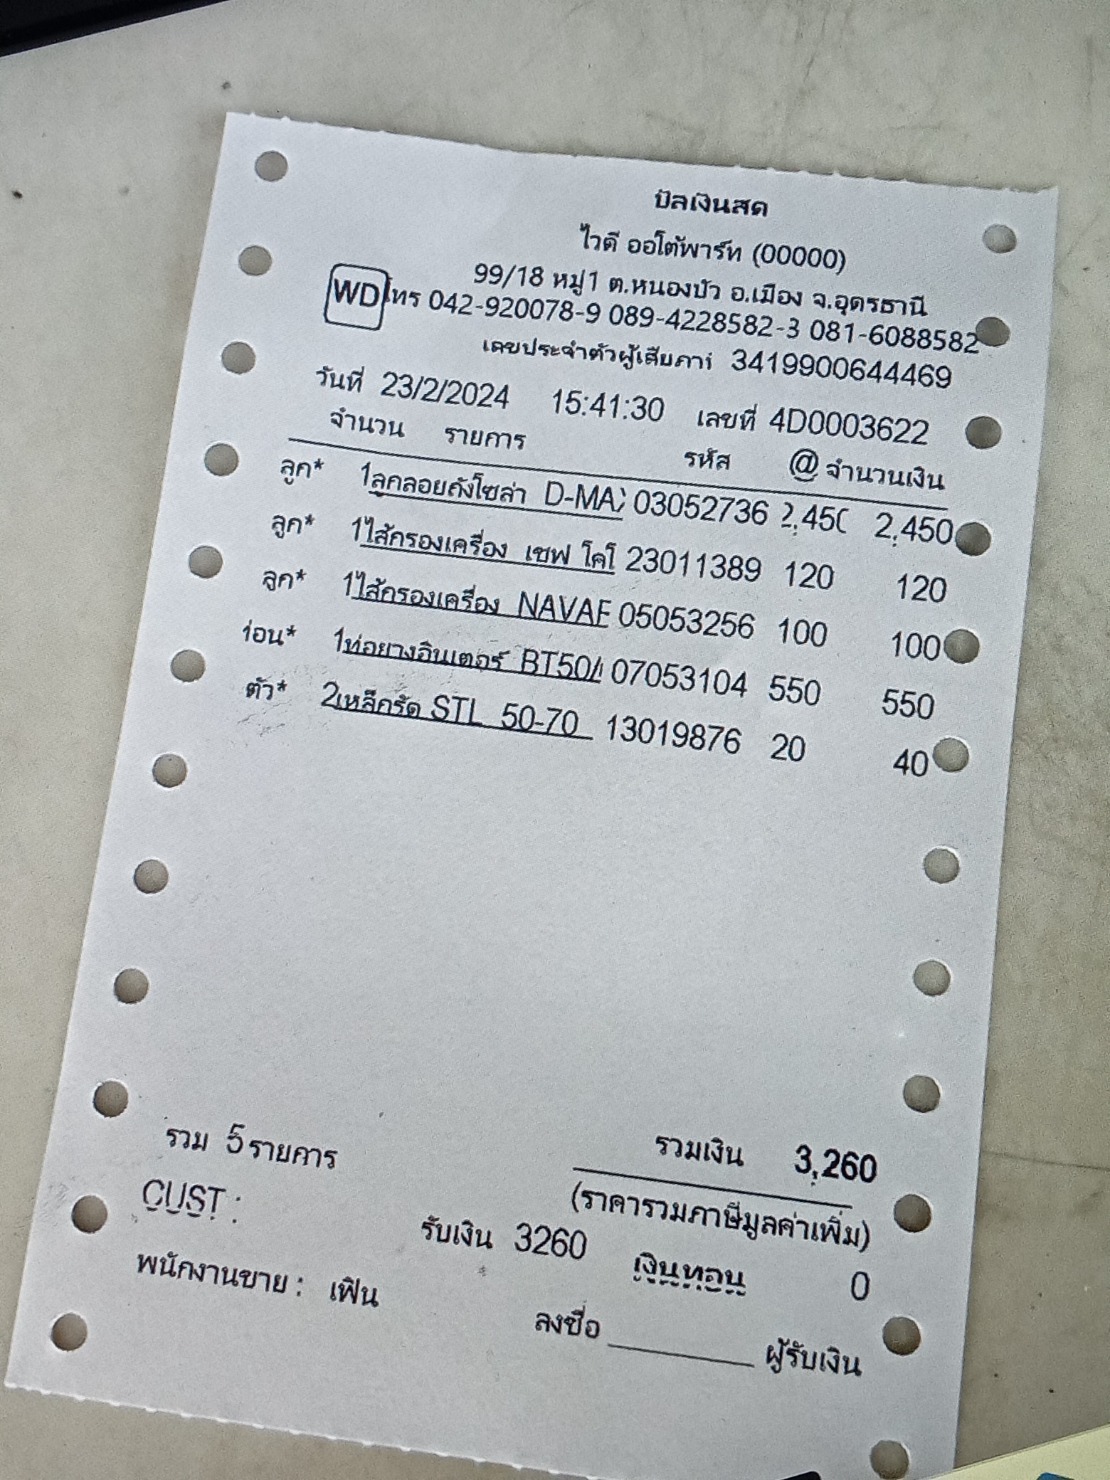 บิลเงินสด
ไวดี ออโต้พาร์ท (00000)
99/18 หมู่1 ต.หนองบัว อ.เมือง จ.อุดรธานี
WD โทร 042-920078-9 089-4228582-3 081-6088582
เลขประจำตัวผู้เสียภาษี 3419900644469
วันที่ 23/2/2024 15:41:30 เลขที่ 4D0003622
จำนวน รายการ รหัส @ จำนวนเงิน
ลูก* 1 ลูกลอยถังโซล่า D-MAX 03052736 2,450 2,450
ลูก* 1 ไส้กรองเครื่อง เชฟ โคโ 23011389 120 120
ลูก* 1 ไส้กรองเครื่อง NAVAF 05053256 100 100
ท่อน* 1 ท่อยางอินเตอร์ BT50/ 07053104 550 550
ตัว* 2 เหล็กรัด STL 50-70 13019876 20 40
รวม 5 รายการ รวมเงิน 3,260
(ราคารวมภาษีมูลค่าเพิ่ม)
CUST :
รับเงิน 3260 เงินทอน 0
พนักงานขาย : เฟิน
ลงชื่อ ________ ผู้รับเงิน